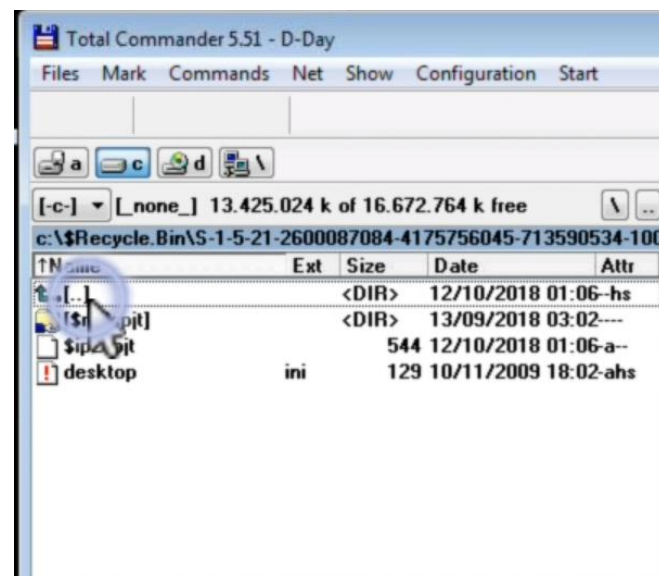 Total Commander 5.51 - D-Day
Files Mark Commands Net Show Configuration Start
a c d \
[-c-] [_none_] 13.425.024 k of 16.672.764 k free \ ..
c:\$Recycle.Bin\S-1-5-21-2600087084-4175756045-713590534-100
↑Name Ext Size Date Attr
[..] <DIR> 12/10/2018 01:06 --hs
<DIR> 13/09/2018 03:02 ----
544 12/10/2018 01:06 -a--
desktop ini 129 10/11/2009 18:02 -ahs